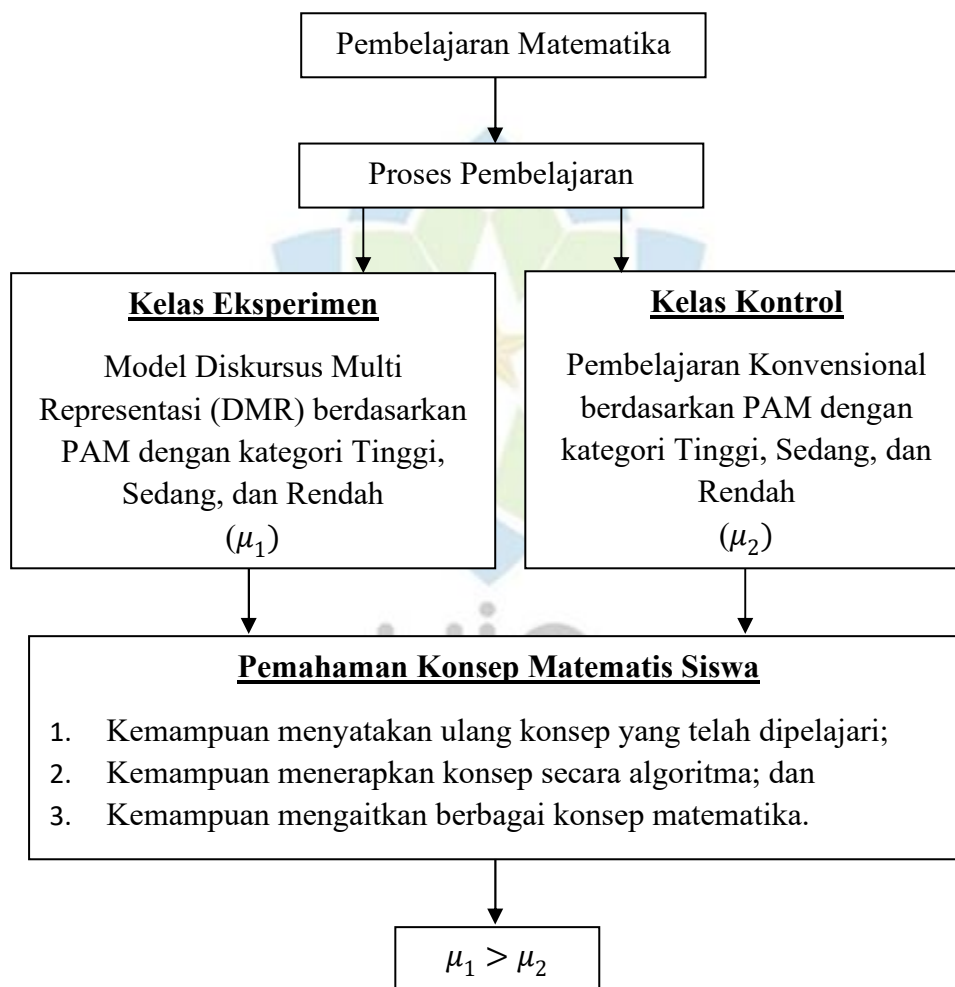 Pembelajaran Matematika
Proses Pembelajaran
Kelas Eksperimen
Model Diskursus Multi
Representasi (DMR) berdasarkan
PAM dengan kategori Tinggi,
Sedang, dan Rendah
(μ₁)
Kelas Kontrol
Pembelajaran Konvensional
berdasarkan PAM dengan
kategori Tinggi, Sedang, dan
Rendah
(μ₂)
Pemahaman Konsep Matematis Siswa
1. Kemampuan menyatakan ulang konsep yang telah dipelajari;
2. Kemampuan menerapkan konsep secara algoritma; dan
3. Kemampuan mengaitkan berbagai konsep matematika.
μ₁ > μ₂